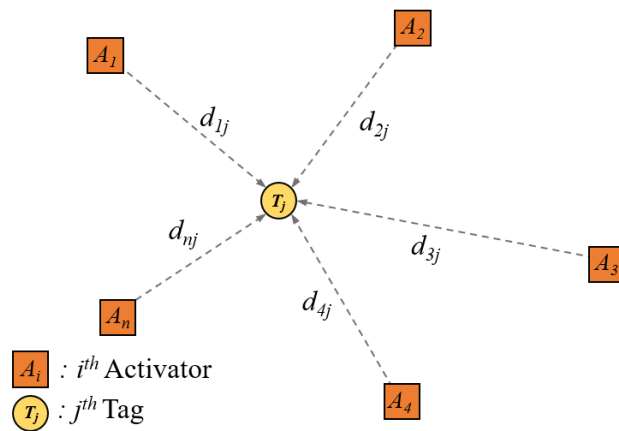 A₁
A₂
d₁ⱼ
d₂ⱼ
Tⱼ
dₙⱼ
d₃ⱼ
A₃
d₄ⱼ
Aₙ
Aᵢ : iᵗʰ Activator
A₄
Tⱼ : jᵗʰ Tag